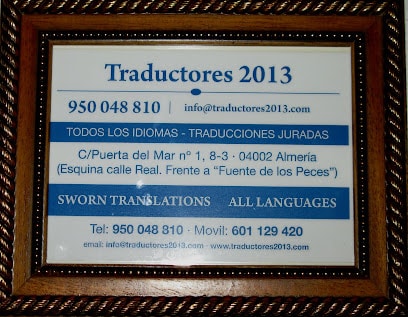 Traductores 2013
950 048 810 | info@traductores2013.com
TODOS LOS IDIOMAS - TRADUCCIONES JURADAS
C/Puerta del Mar nº 1, 8-3 · 04002 Almería
(Esquina calle Real. Frente a "Fuente de los Peces")
SWORN TRANSLATIONS ALL LANGUAGES
Tel: 950 048 810 · Movil: 601 129 420
email: info@traductores2013.com · www.traductores2013.com